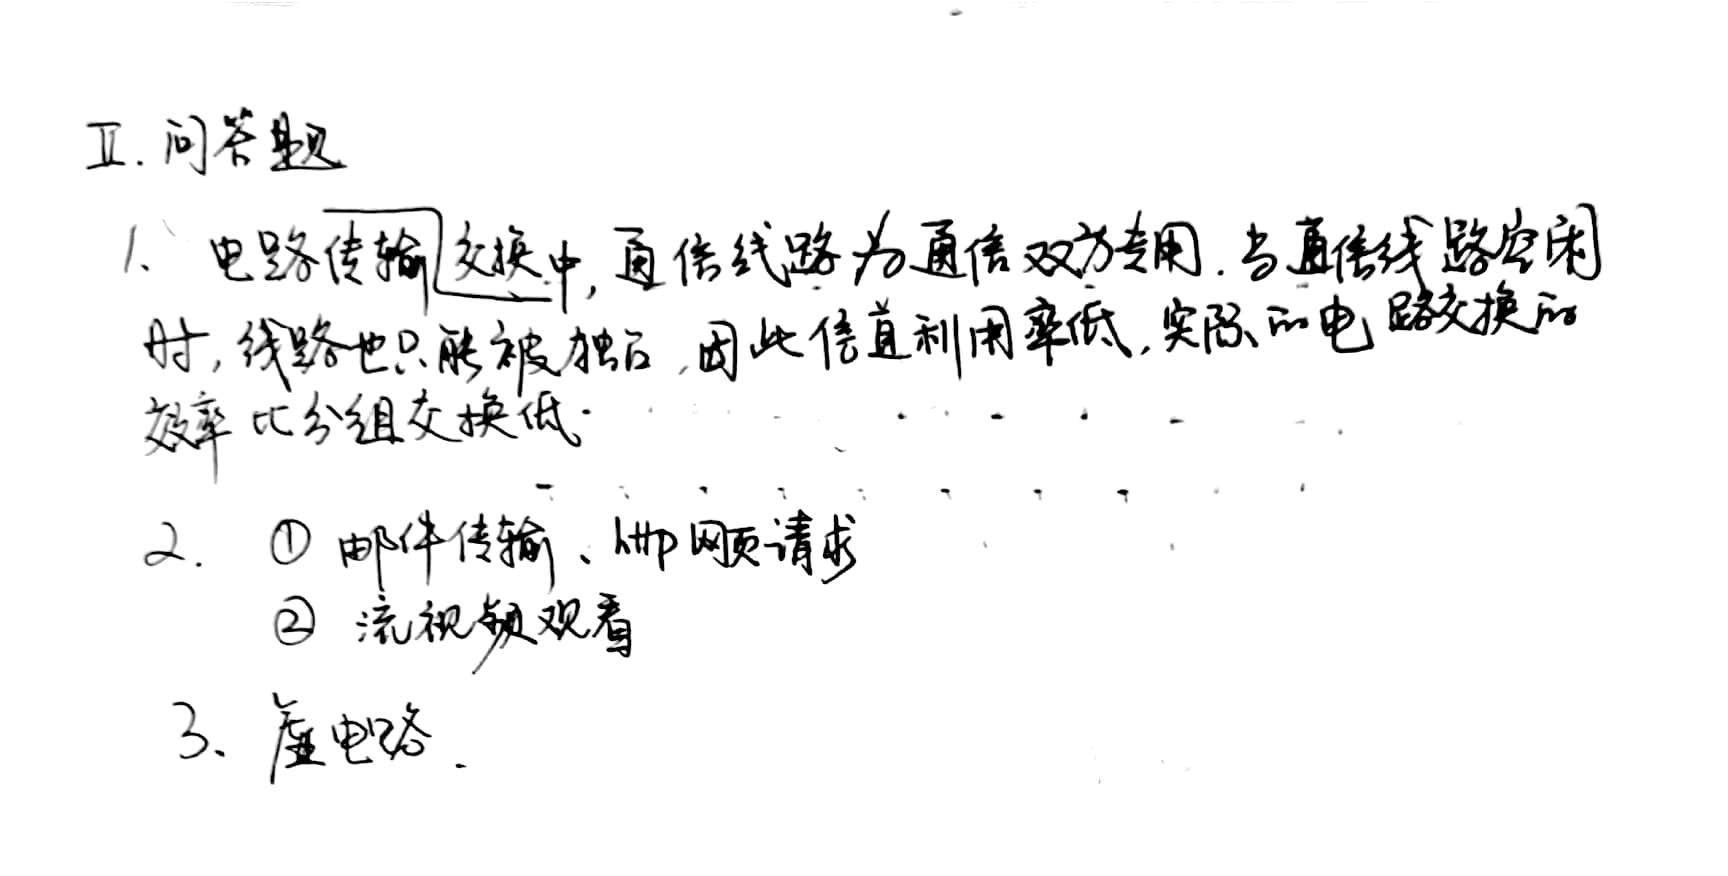 Ⅱ. 问答题
1、电路传输交换中,通信线路为通信双方专用.当通信线路空闲
时,线路也只能被独占,因此信道利用率低,实际的电路交换的
效率比分组交换低.
2. ① 邮件传输、http网页请求
② 流视频观看
3、虚电路.